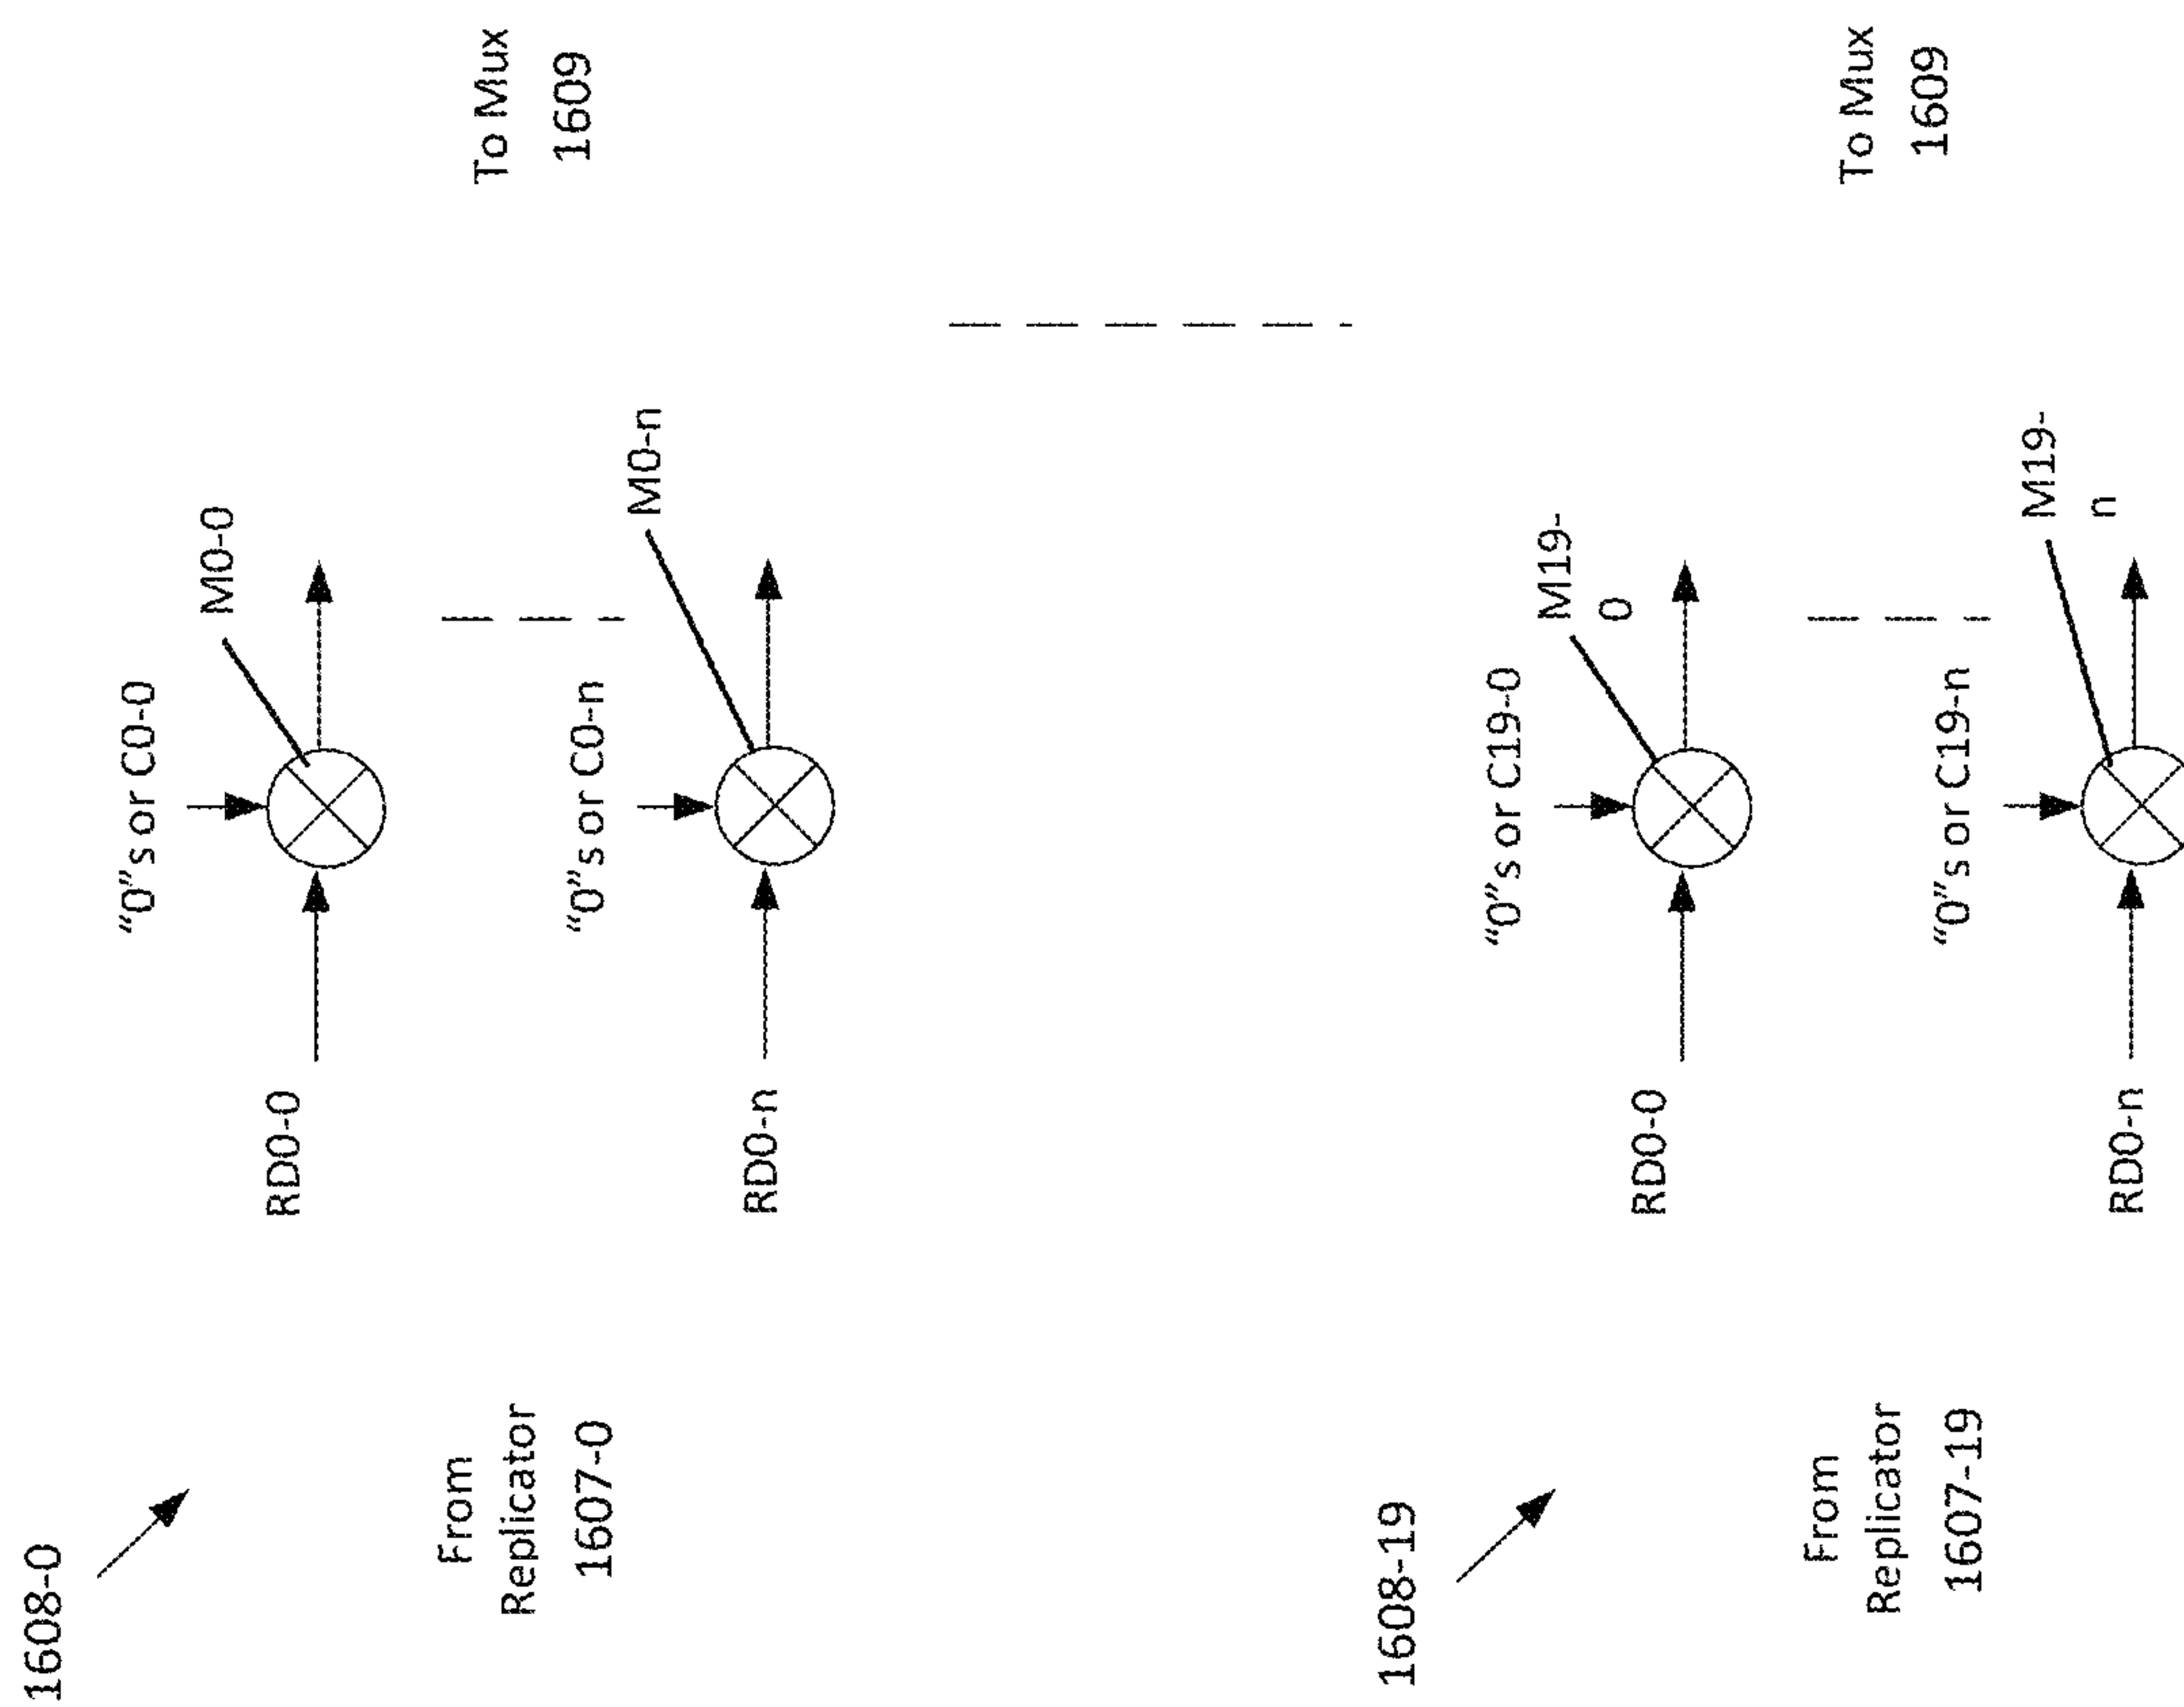 1608-0
"0"s or C0-0
M0-0
RD0-0
From
Replicator
1607-0
To Mux
1609
"0"s or C0-n
M0-n
RD0-n
1608-19
"0"s or C19-0
M19-
0
RD0-0
From
Replicator
1607-19
To Mux
1609
"0"s or C19-n
M19-
n
RD0-n